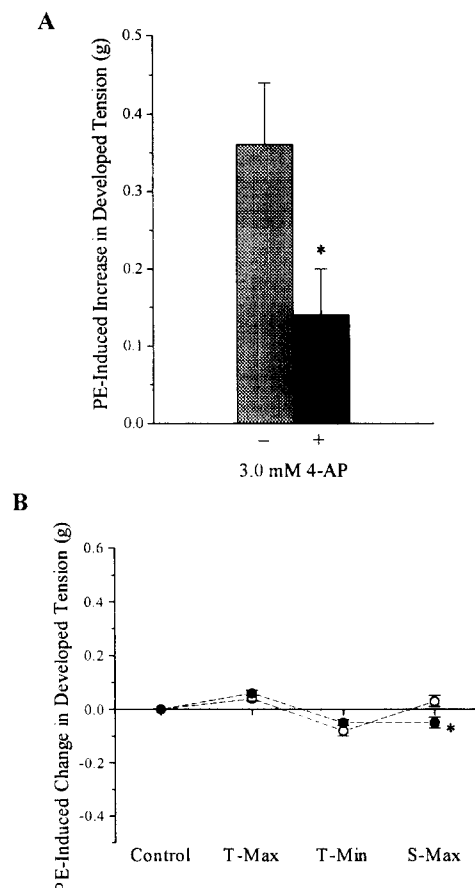 A
PE-Induced Increase in Developed Tension (g)
0.5
0.4
0.3
0.2
0.1
0.0
*
– +
3.0 mM 4-AP
B
PE-Induced Change in Developed Tension (g)
0.6
0.4
0.2
0.0
-0.2
-0.4
*
Control T-Max T-Min S-Max